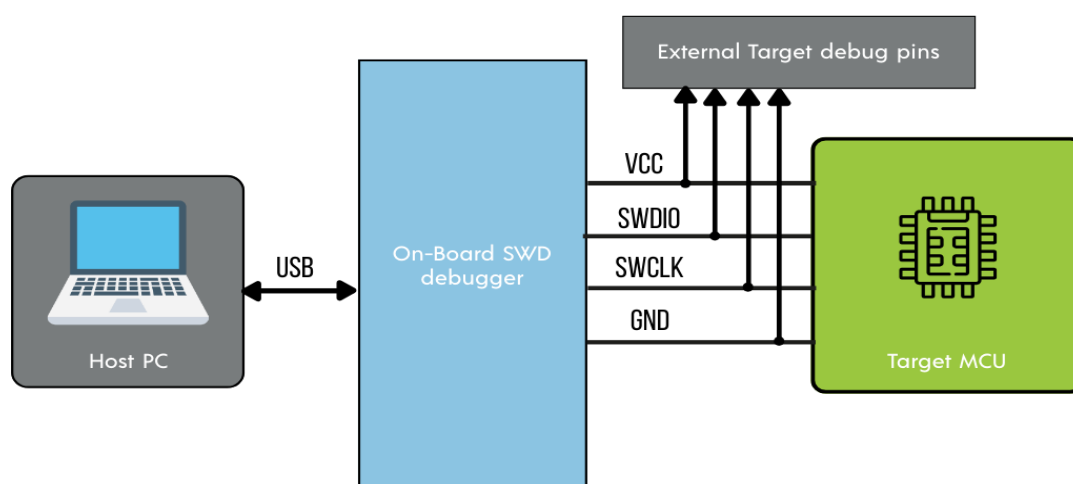 External Target debug pins
VCC
SWDIO
On-Board SWD
debugger
USB
SWCLK
GND
Host PC
Target MCU